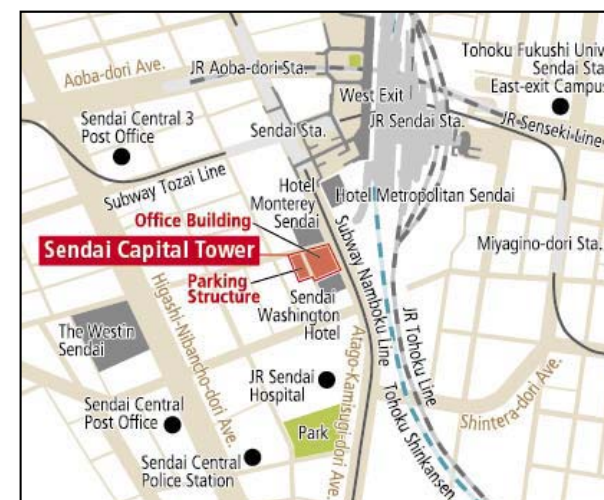 Aoba-dori Ave.
JR Aoba-dori Sta.
Tohoku Fukushi Univ
Sendai Sta
East-exit Campus
West Exit
JR Sendai Sta.
JR Senseki Line
Sendai Central 3
Post Office
Sendai Sta.
Subway Tozai Line
Hotel
Monterey
Sendai
Hotel Metropolitan Sendai
Office Building
Sendai Capital Tower
Parking
Structure
Subway Namboku Line
Miyagino-dori Sta.
Sendai
Washington
Hotel
Higashi-Nibancho-dori Ave.
The Westin
Sendai
JR Tohoku Line
Atago-Kamisugi-dori Ave.
JR Sendai
Hospital
Shintera-dori Ave.
Tohoku Shinkansen
Sendai Central
Post Office
Park
Sendai Central
Police Station